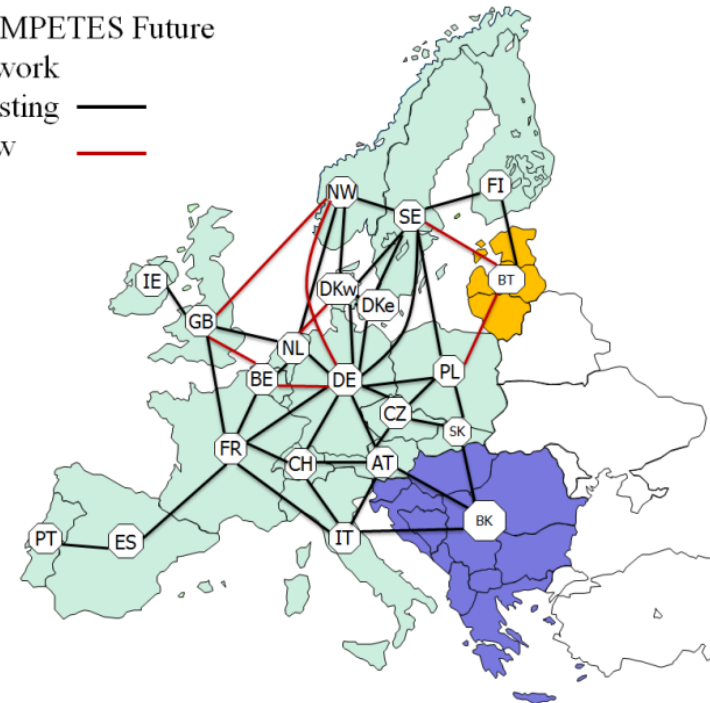 MPETES Future
work
sting
w
NW
FI
SE
IE
DKw
BT
DKe
GB
NL
BE
DE
PL
CZ
SK
FR
CH
AT
BK
PT
ES
IT